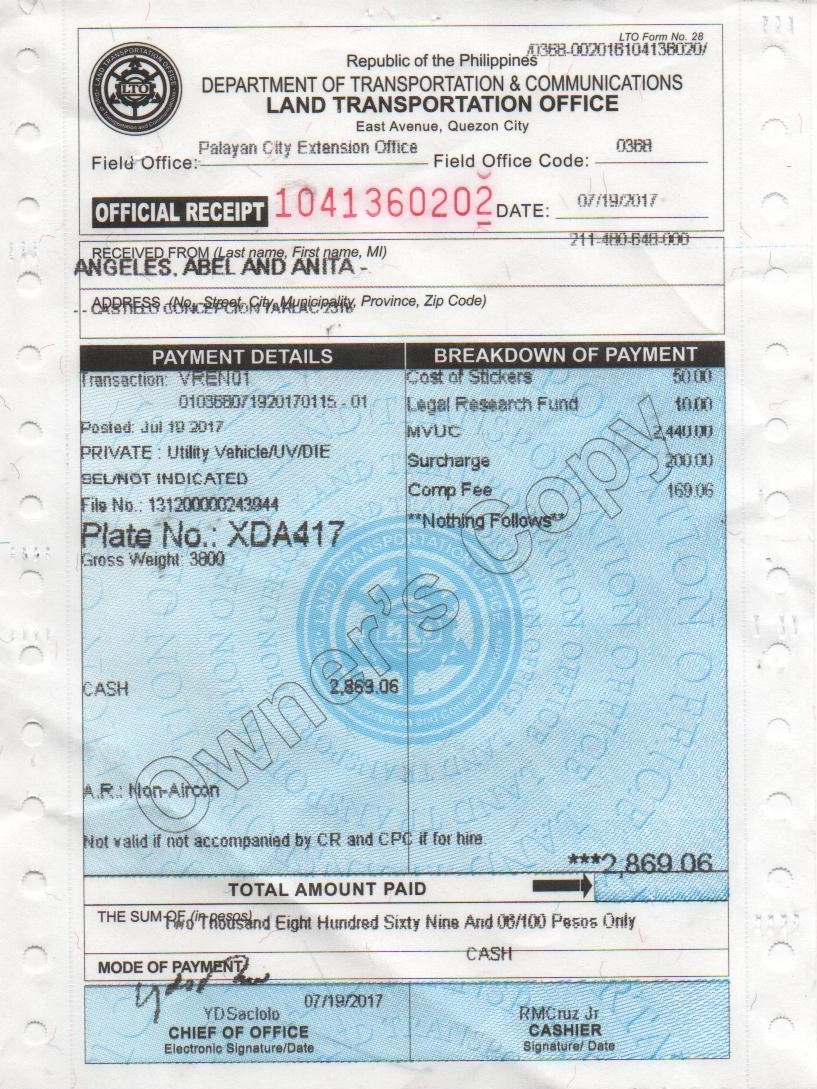 LTO Form No. 28
/0368-002016104136020/
Republic of the Philippines
DEPARTMENT OF TRANSPORTATION & COMMUNICATIONS
LAND TRANSPORTATION OFFICE
East Avenue, Quezon City
Field Office: Palayan City Extension Office Field Office Code: 0368
OFFICIAL RECEIPT 1041360202 DATE: 07/19/2017
211-480-648-000
RECEIVED FROM (Last name, First name, MI)
ANGELES, ABEL AND ANITA -
ADDRESS (No., Street, City, Municipality, Province, Zip Code)
CONCEPCION TARLAC 2316
PAYMENT DETAILS BREAKDOWN OF PAYMENT
Transaction: VREN01 Cost of Stickers 50.00
010368071920170115 - 01 Legal Research Fund 10.00
Posted: Jul 19 2017 MVUC 2,440.00
PRIVATE : Utility Vehicle/UV/DIE
SEL/NOT INDICATED Surcharge 200.00
File No.: 131200000243944 Comp Fee 169.06
Plate No.: XDA417 **Nothing Follows**
Gross Weight: 3800
Owner's Copy
LAND TRANSPORTATION OFFICE
LTO
CASH 2,869.06
A.R.: Non-Aircon
Not valid if not accompanied by CR and CPC if for hire.
***2,869.06
TOTAL AMOUNT PAID
THE SUM OF (in pesos) Two Thousand Eight Hundred Sixty Nine And 06/100 Pesos Only
MODE OF PAYMENT CASH
YDSaclolo 07/19/2017 RMCruz Jr
CHIEF OF OFFICE CASHIER
Electronic Signature/Date Signature/ Date